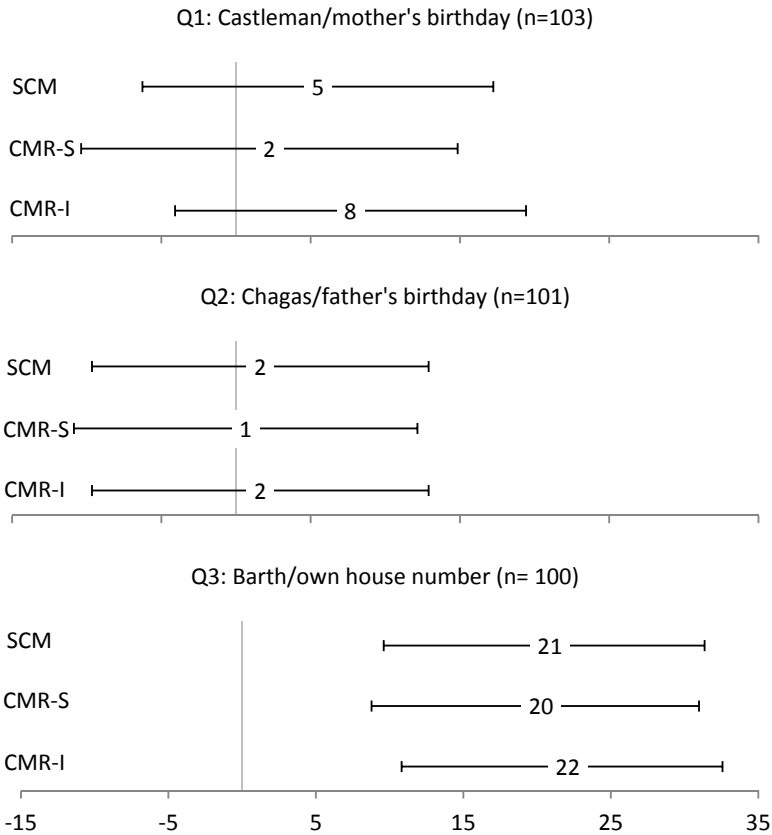 Q1: Castleman/mother's birthday (n=103)
SCM 5
CMR-S 2
CMR-I 8
Q2: Chagas/father's birthday (n=101)
SCM 2
CMR-S 1
CMR-I 2
Q3: Barth/own house number (n= 100)
SCM 21
CMR-S 20
CMR-I 22
-15 -5 5 15 25 35